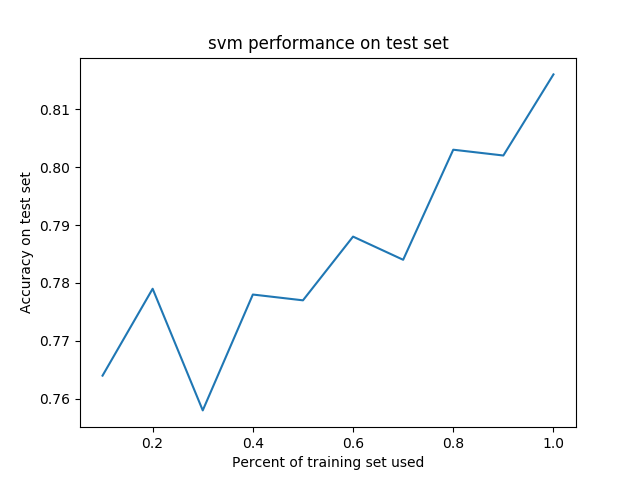 svm performance on test set
0.81
0.80
0.79
0.78
0.77
0.76
Accuracy on test set
0.2 0.4 0.6 0.8 1.0
Percent of training set used